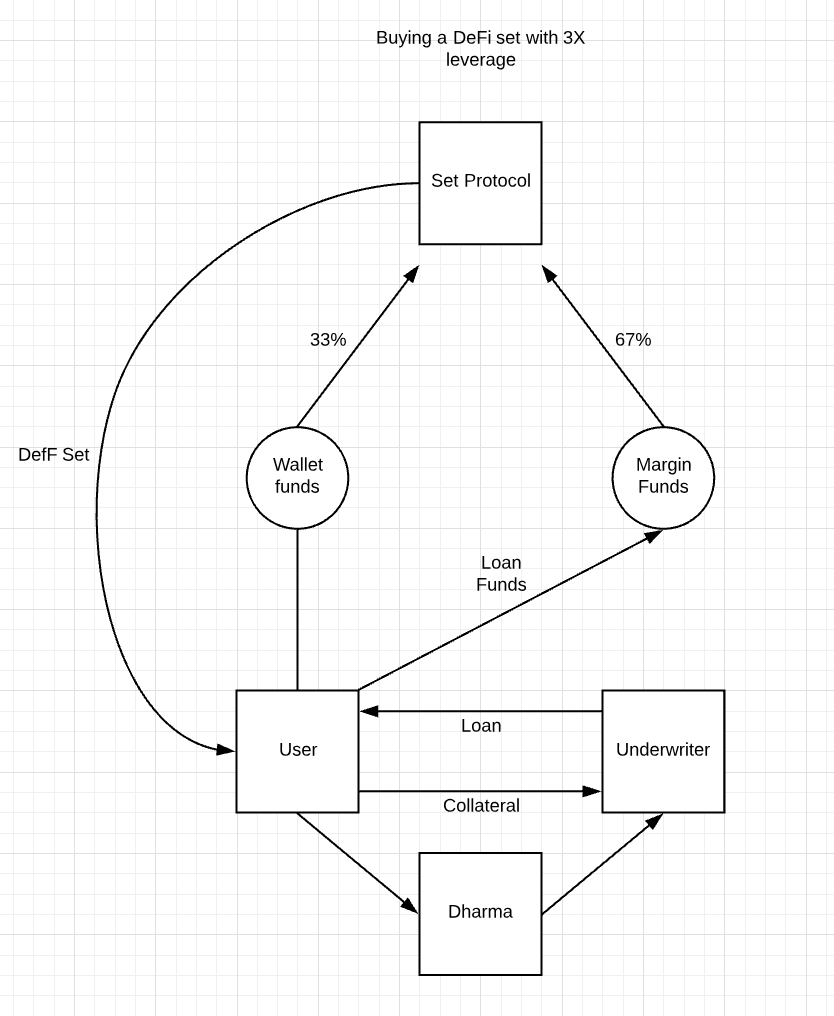 Buying a DeFi set with 3X
leverage
Set Protocol
33%
67%
DefF Set
Wallet
funds
Margin
Funds
Loan
Funds
User
Loan
Underwriter
Collateral
Dharma